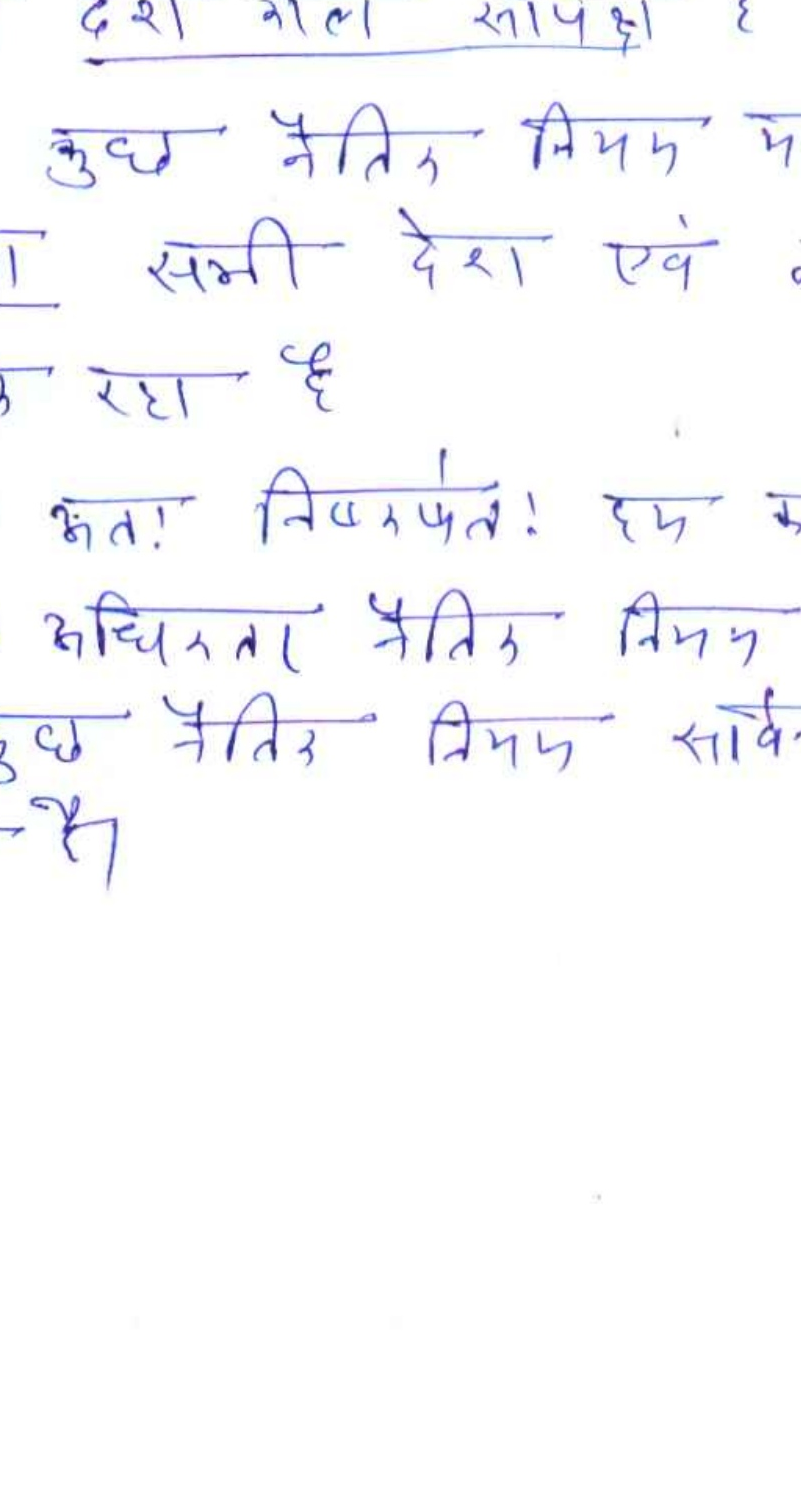 देश काल सापेक्ष है
कुछ नैतिक नियम
सभी देश एवं
रहा है
अतः निष्कर्षतः हम
अधिकतर नैतिक नियम
कुछ नैतिक नियम सार्व
है।